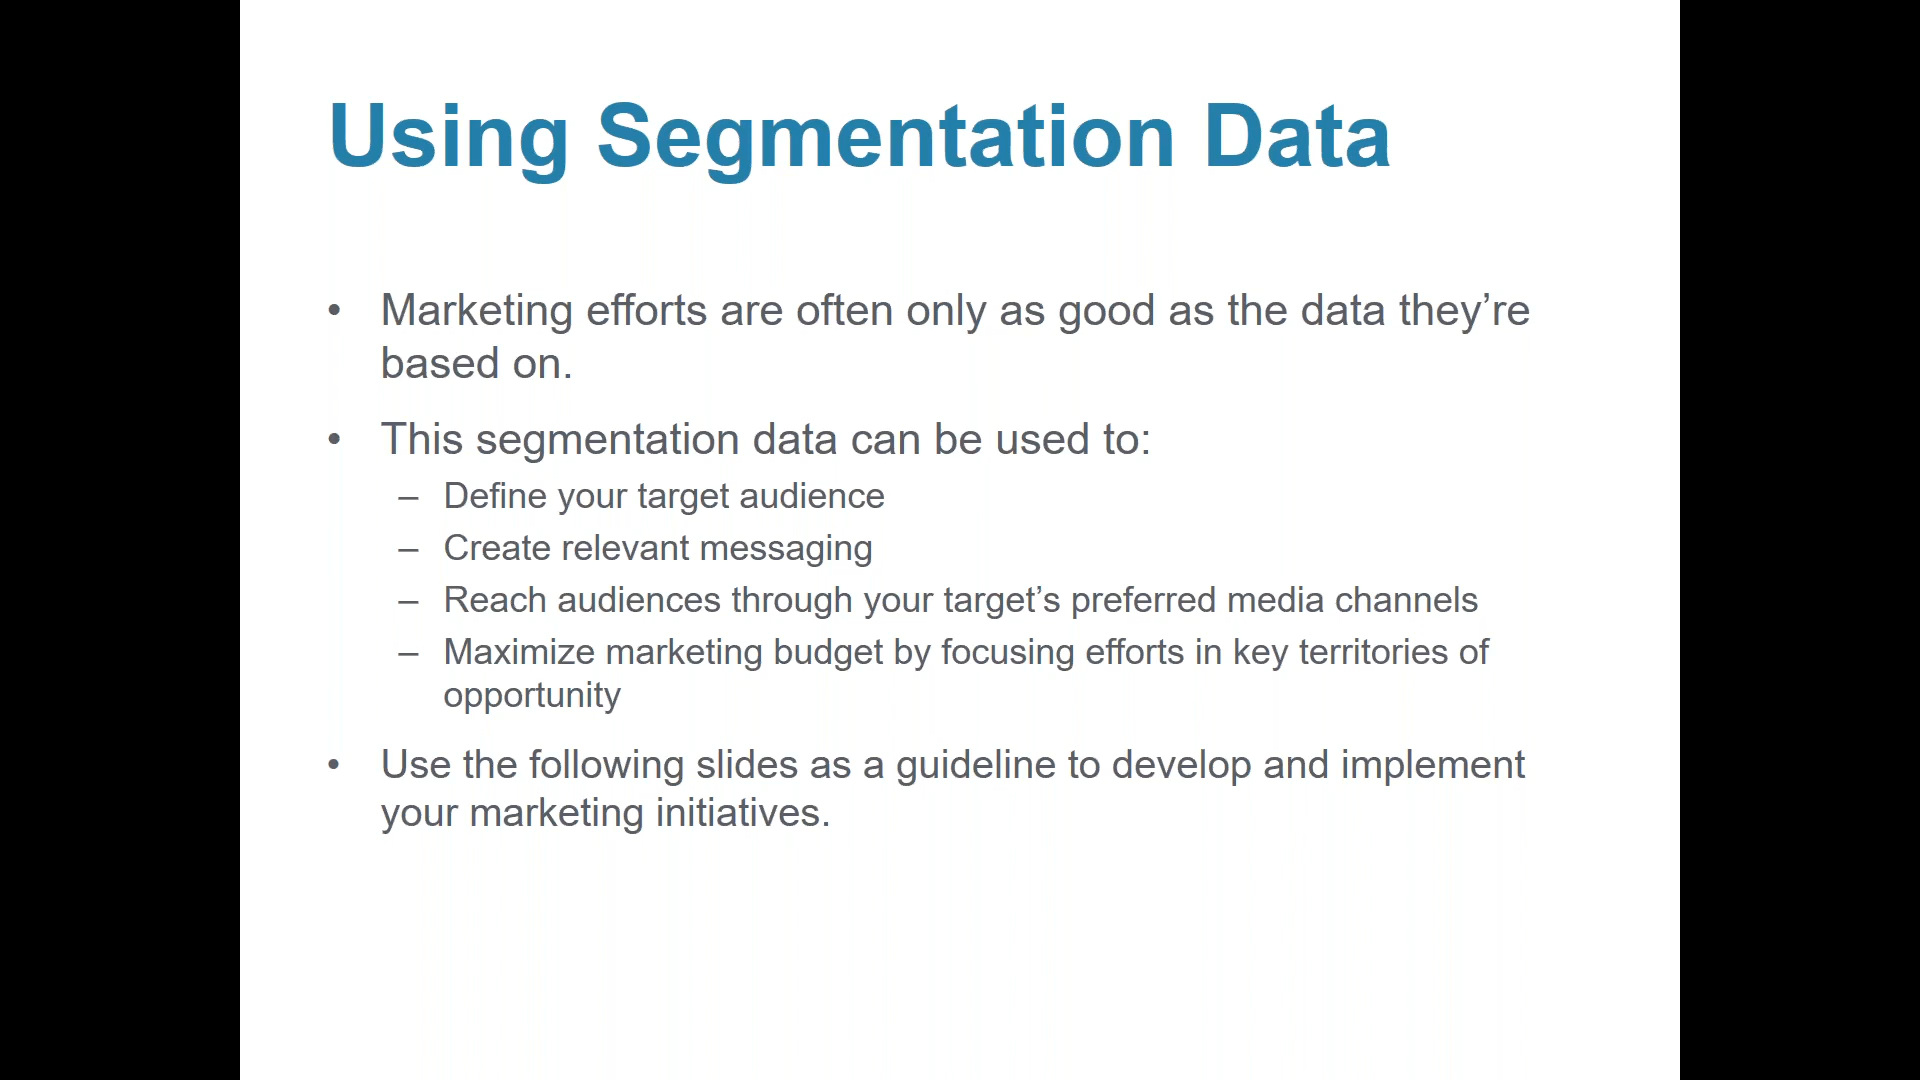 Using Segmentation Data
• Marketing efforts are often only as good as the data they’re
based on.
• This segmentation data can be used to:
– Define your target audience
– Create relevant messaging
– Reach audiences through your target’s preferred media channels
– Maximize marketing budget by focusing efforts in key territories of
opportunity
• Use the following slides as a guideline to develop and implement
your marketing initiatives.